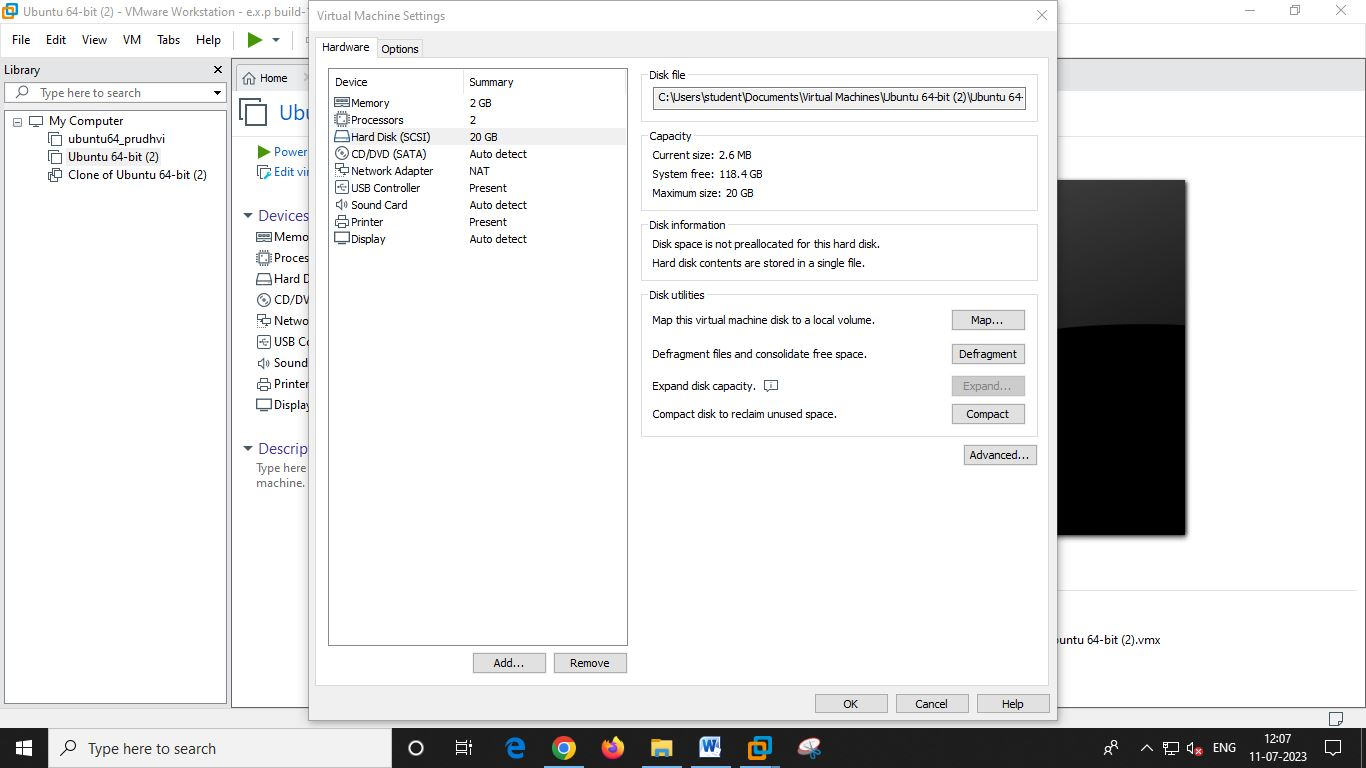 Ubuntu 64-bit (2) - VMware Workstation - e.x.p build-
File Edit View VM Tabs Help
Library
Type here to search
My Computer
ubuntu64_prudhvi
Ubuntu 64-bit (2)
Clone of Ubuntu 64-bit (2)
Home
Ubu
Power
Edit vir
Devices
Memo
Proces
Hard D
CD/DV
Netwo
USB Co
Sound
Printer
Display
Descrip
Type here
machine.
Virtual Machine Settings
Hardware Options
Device Summary
Memory 2 GB
Processors 2
Hard Disk (SCSI) 20 GB
CD/DVD (SATA) Auto detect
Network Adapter NAT
USB Controller Present
Sound Card Auto detect
Printer Present
Display Auto detect
Add... Remove
Disk file
C:\Users\student\Documents\Virtual Machines\Ubuntu 64-bit (2)\Ubuntu 64-
Capacity
Current size: 2.6 MB
System free: 118.4 GB
Maximum size: 20 GB
Disk information
Disk space is not preallocated for this hard disk.
Hard disk contents are stored in a single file.
Disk utilities
Map this virtual machine disk to a local volume. Map...
Defragment files and consolidate free space. Defragment
Expand disk capacity. Expand...
Compact disk to reclaim unused space. Compact
Advanced...
OK Cancel Help
untu 64-bit (2).vmx
Type here to search
ENG
12:07
11-07-2023